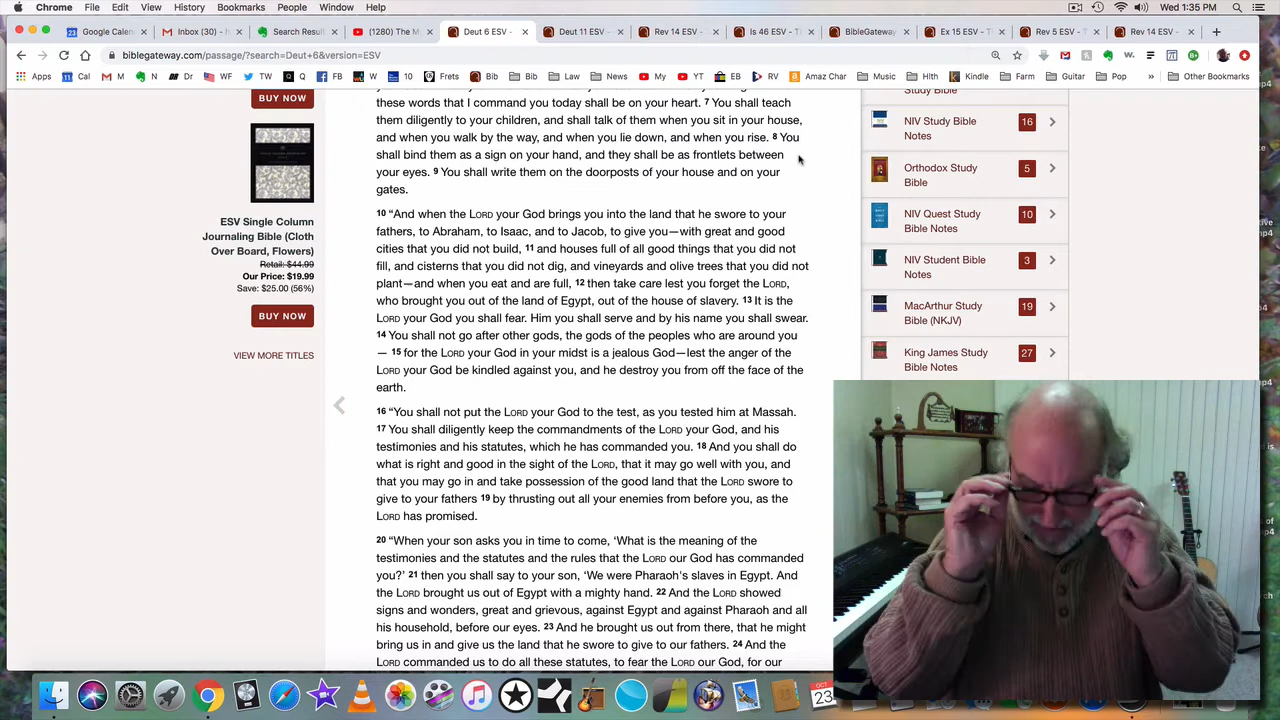 Chrome File Edit View History Bookmarks People Window Help Wed 1:35 PM
Google Calen Inbox (30) - Search Result (1280) The M Deut 6 ESV - Deut 11 ESV - Rev 14 ESV - Is 46 ESV - T BibleGateway Ex 15 ESV - T Rev 5 ESV - T Rev 14 ESV -
biblegateway.com/passage/?search=Deut+6&version=ESV
Apps Cal M N Dr WF TW Q FB W 10 Frets Bib Bib Law News My YT EB RV Amaz Char Music Hlth Kindle Farm Guitar Pop » Other Bookmarks
BUY NOW
ESV Single Column
Journaling Bible (Cloth
Over Board, Flowers)
Retail: $44.99
Our Price: $19.99
Save: $25.00 (56%)
BUY NOW
VIEW MORE TITLES
these words that I command you today shall be on your heart. 7 You shall teach
them diligently to your children, and shall talk of them when you sit in your house,
and when you walk by the way, and when you lie down, and when you rise. 8 You
shall bind them as a sign on your hand, and they shall be as frontlets between
your eyes. 9 You shall write them on the doorposts of your house and on your
gates.
10 “And when the LORD your God brings you into the land that he swore to your
fathers, to Abraham, to Isaac, and to Jacob, to give you—with great and good
cities that you did not build, 11 and houses full of all good things that you did not
fill, and cisterns that you did not dig, and vineyards and olive trees that you did not
plant—and when you eat and are full, 12 then take care lest you forget the LORD,
who brought you out of the land of Egypt, out of the house of slavery. 13 It is the
LORD your God you shall fear. Him you shall serve and by his name you shall swear.
14 You shall not go after other gods, the gods of the peoples who are around you
— 15 for the LORD your God in your midst is a jealous God—lest the anger of the
LORD your God be kindled against you, and he destroy you from off the face of the
earth.
16 “You shall not put the LORD your God to the test, as you tested him at Massah.
17 You shall diligently keep the commandments of the LORD your God, and his
testimonies and his statutes, which he has commanded you. 18 And you shall do
what is right and good in the sight of the LORD, that it may go well with you, and
that you may go in and take possession of the good land that the LORD swore to
give to your fathers 19 by thrusting out all your enemies from before you, as the
LORD has promised.
20 “When your son asks you in time to come, ‘What is the meaning of the
testimonies and the statutes and the rules that the LORD our God has commanded
you?’ 21 then you shall say to your son, ‘We were Pharaoh's slaves in Egypt. And
the LORD brought us out of Egypt with a mighty hand. 22 And the LORD showed
signs and wonders, great and grievous, against Egypt and against Pharaoh and all
his household, before our eyes. 23 And he brought us out from there, that he might
bring us in and give us the land that he swore to give to our fathers. 24 And the
LORD commanded us to do all these statutes, to fear the LORD our God, for our
Study Bible
NIV Study Bible
Notes
16
Orthodox Study
Bible
5
NIV Quest Study
Bible Notes
10
NIV Student Bible
Notes
3
MacArthur Study
Bible (NKJV)
19
King James Study
Bible Notes
27
OCT
23